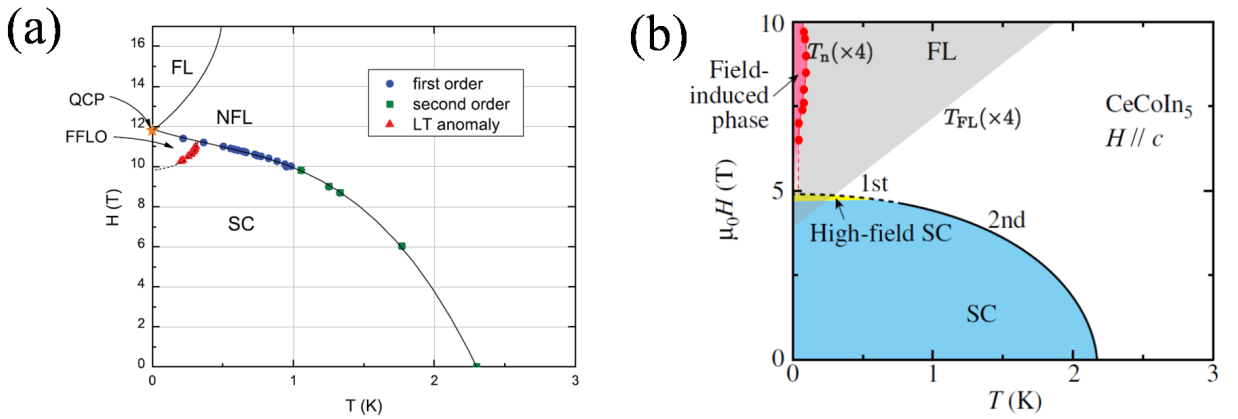 (a)
16
14
12
10
8
6
4
2
0
H (T)
0
1
2
3
T (K)
QCP
FFLO
FL
NFL
SC
first order
second order
LT anomaly
(b)
10
5
0
μ₀H (T)
0
1
2
3
T (K)
Field-
induced
phase
Tₙ(×4)
FL
T_FL(×4)
CeCoIn₅
H // c
1st
2nd
High-field SC
SC